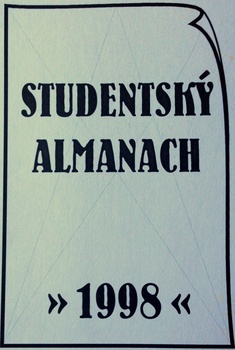 STUDENTSKÝ
ALMANACH
» 1998 «